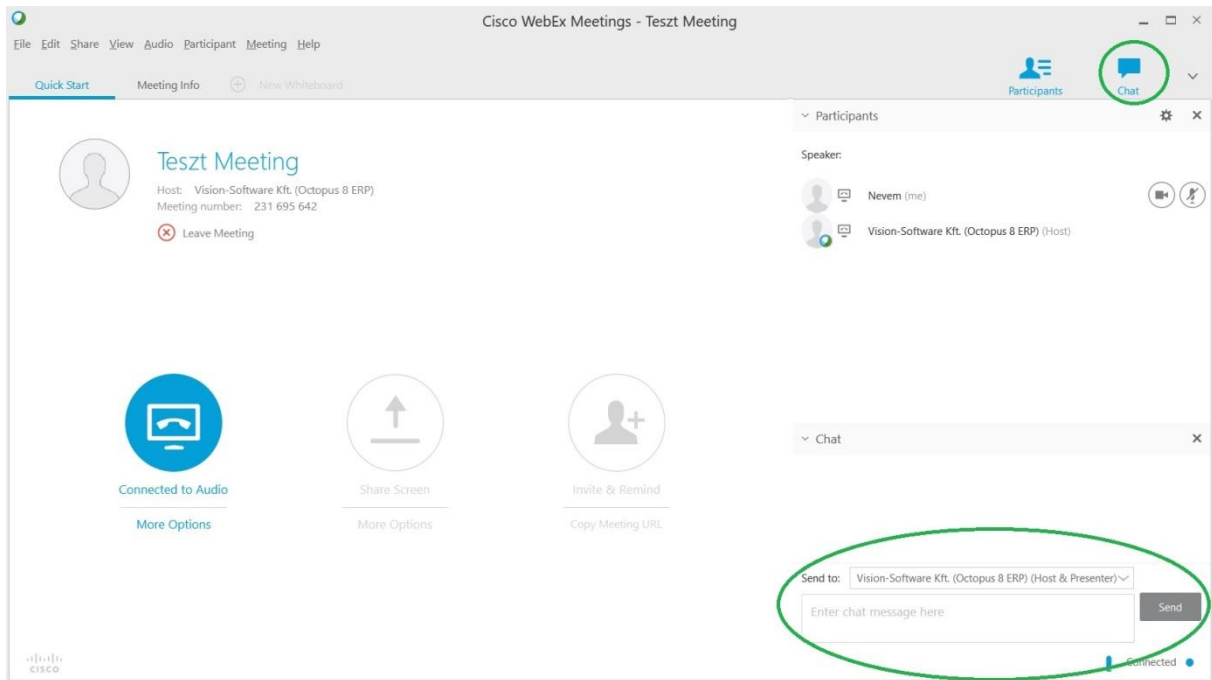 Cisco WebEx Meetings - Teszt Meeting
File Edit Share View Audio Participant Meeting Help
Quick Start Meeting Info New Whiteboard
Participants Chat
Participants
Speaker:
Nevem (me)
Vision-Software Kft. (Octopus 8 ERP) (Host)
Teszt Meeting
Host: Vision-Software Kft. (Octopus 8 ERP)
Meeting number: 231 695 642
Leave Meeting
Connected to Audio
More Options
Share Screen
More Options
Invite & Remind
Copy Meeting URL
Chat
Send to: Vision-Software Kft. (Octopus 8 ERP) (Host & Presenter)
Enter chat message here
Send
Connected
CISCO